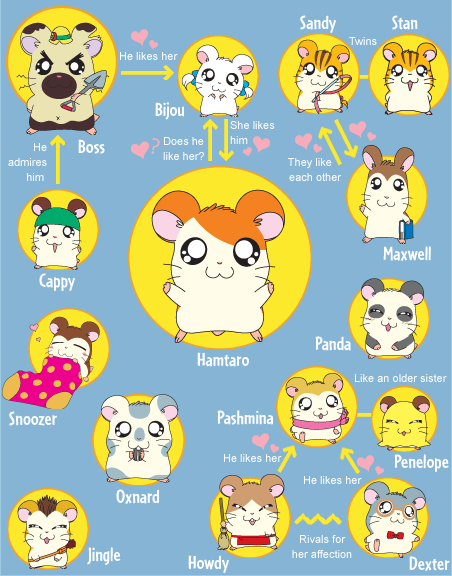 Sandy
Stan
He likes her
Twins
Bijou
Boss
He
admires
him
Does he
like her?
She likes
him
They like
each other
Maxwell
Cappy
Hamtaro
Panda
Snoozer
Like an older sister
Pashmina
Penelope
He likes her
He likes her
Oxnard
Jingle
Howdy
Rivals for
her affection
Dexter